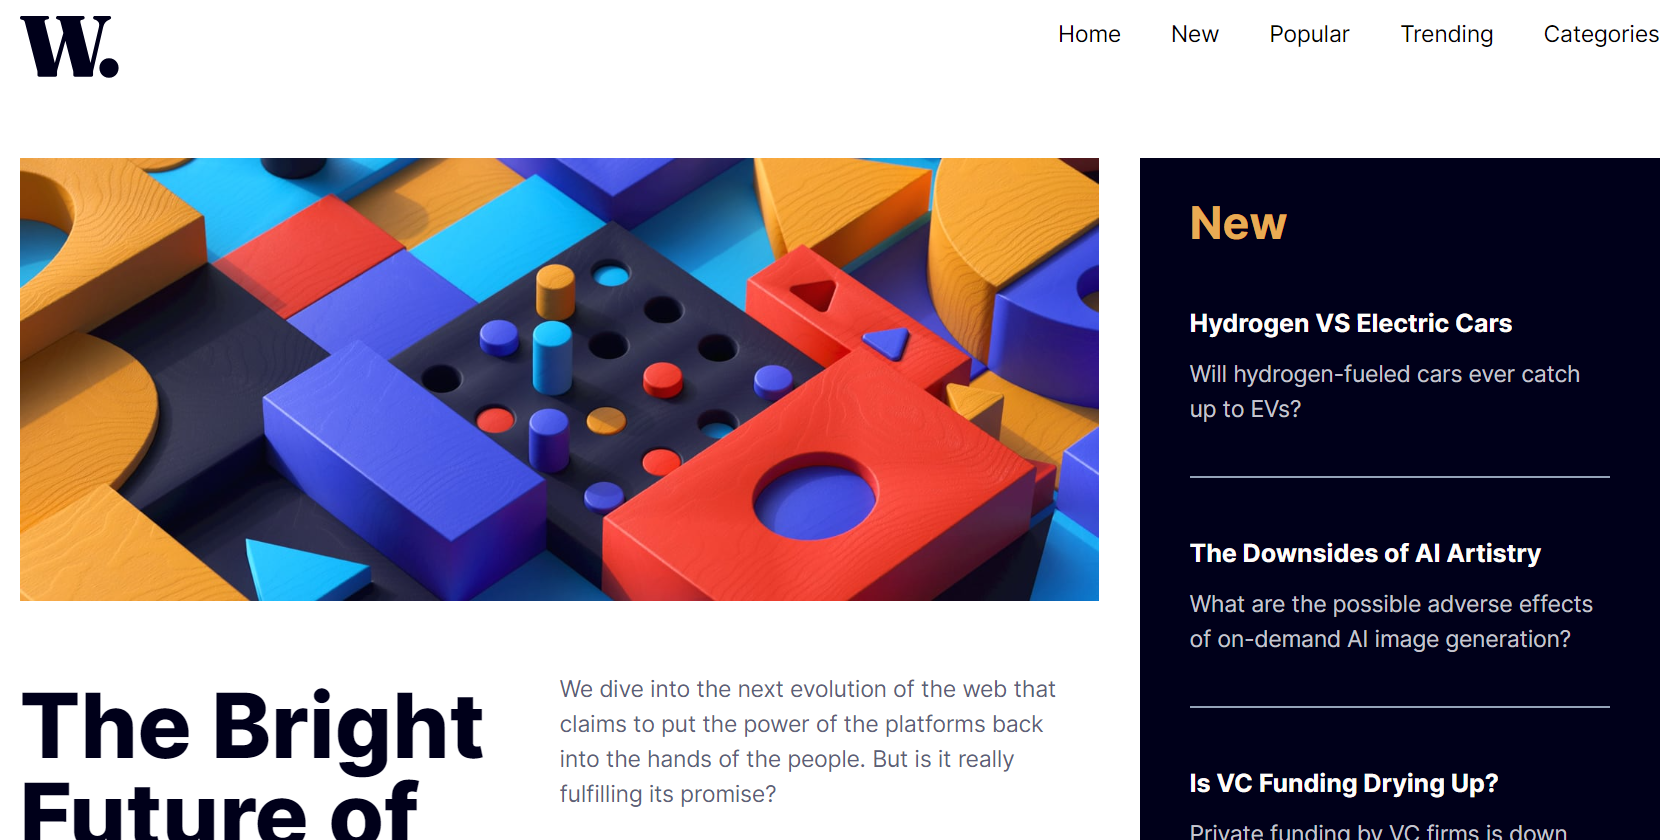 W.
Home New Popular Trending Categories
The Bright
Future of
We dive into the next evolution of the web that
claims to put the power of the platforms back
into the hands of the people. But is it really
fulfilling its promise?
New
Hydrogen VS Electric Cars
Will hydrogen-fueled cars ever catch
up to EVs?
The Downsides of AI Artistry
What are the possible adverse effects
of on-demand AI image generation?
Is VC Funding Drying Up?
Private funding by VC firms is down